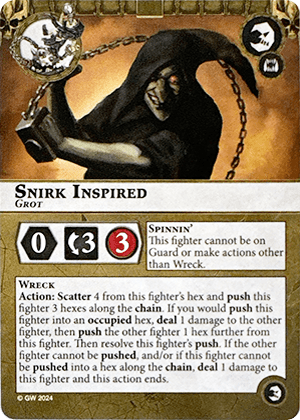 Snirk Inspired
Grot
0 3 3
Spinnin'
This fighter cannot be on
Guard or make actions other
than Wreck.
Wreck
Action: Scatter 4 from this fighter's hex and push this
fighter 3 hexes along the chain. If you would push this
fighter into an occupied hex, deal 1 damage to the other
fighter, then push the other fighter 1 hex further from
this fighter. Then resolve this fighter's push. If the other
fighter cannot be pushed, and/or if this fighter cannot
be pushed into a hex along the chain, deal 1 damage to
this fighter and this action ends.
© GW 2024